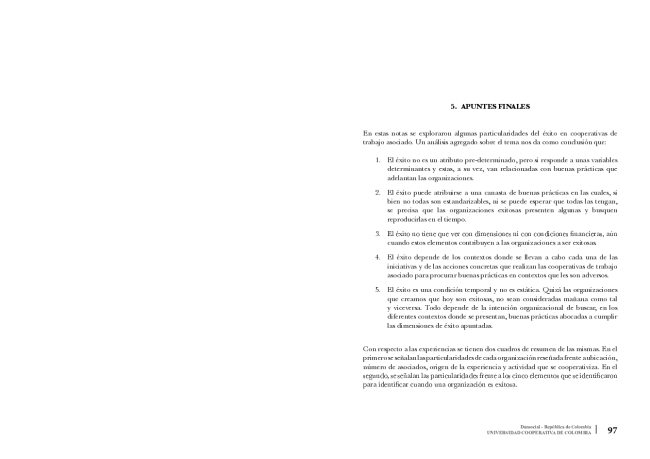 5. APUNTES FINALES
En estas notas se exploraron algunas particularidades del éxito en cooperativas de
trabajo asociado. Un análisis agregado sobre el tema nos da como conclusión que:
1. El éxito no es un atributo pre-determinado, pero si responde a unas variables
determinantes y estas, a su vez, van relacionadas con buenas prácticas que
adelantan las organizaciones.
2. El éxito puede atribuirse a una canasta de buenas prácticas en las cuales, si
bien no todas son estandarizables, ni se puede esperar que todas las tengan,
se precisa que las organizaciones exitosas presenten algunas y busquen
reproducirlas en el tiempo.
3. El éxito no tiene que ver con dimensiones ni con condiciones financieras, aún
cuando estos elementos contribuyen a las organizaciones a ser exitosas.
4. El éxito depende de los contextos donde se llevan a cabo cada una de las
iniciativas y de las acciones concretas que realizan las cooperativas de trabajo
asociado para procurar buenas prácticas en contextos que les son adversos.
5. El éxito es una condición temporal y no es estática. Quizá las organizaciones
que creamos que hoy son exitosas, no sean consideradas mañana como tal
y viceversa. Todo depende de la intención organizacional de buscar, en los
diferentes contextos donde se presentan, buenas prácticas abocadas a cumplir
las dimensiones de éxito apuntadas.
Con respecto a las experiencias se tienen dos cuadros de resumen de las mismas. En el
primero se señalan las particularidades de cada organización reseñada frente a ubicación,
número de asociados, origen de la experiencia y actividad que se cooperativiza. En el
segundo, se señalan las particularidades frente a los cinco elementos que se identificaron
para identificar cuando una organización es exitosa.
Dansocial - República de Colombia
UNIVERSIDAD COOPERATIVA DE COLOMBIA
97